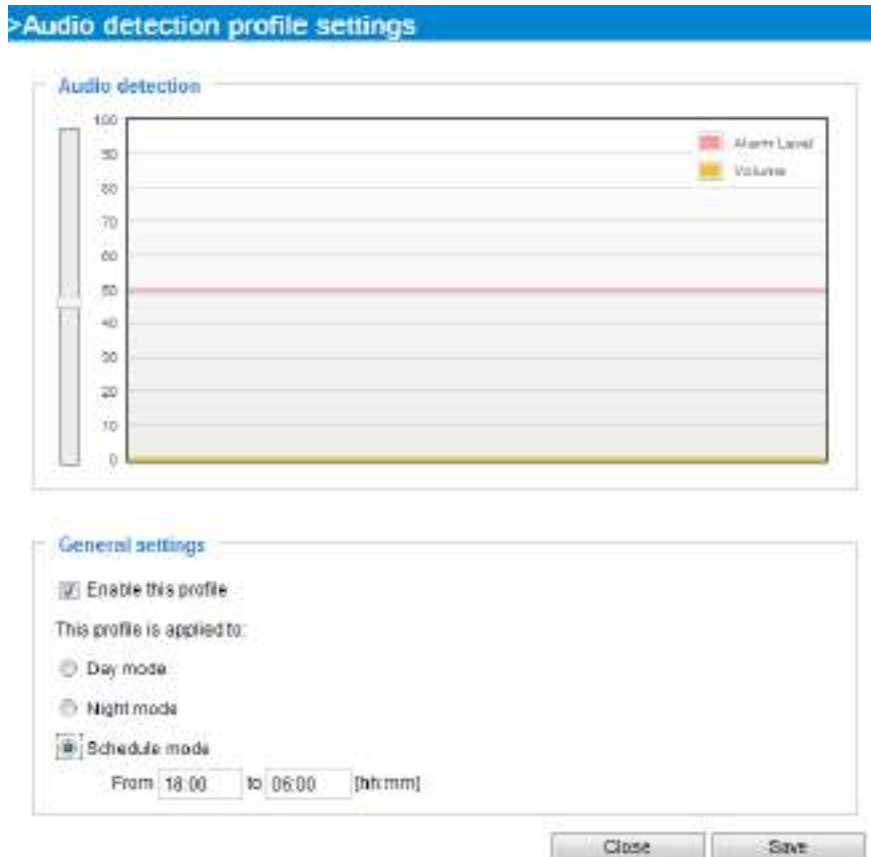 >Audio detection profile settings
Audio detection
100
90
80
70
60
50
40
30
20
10
0
Alarm Level
Volume
General settings
Enable this profile
This profile is applied to:
Day mode
Night mode
Schedule mode
From 18:00 to 06:00 [hh:mm]
Close Save